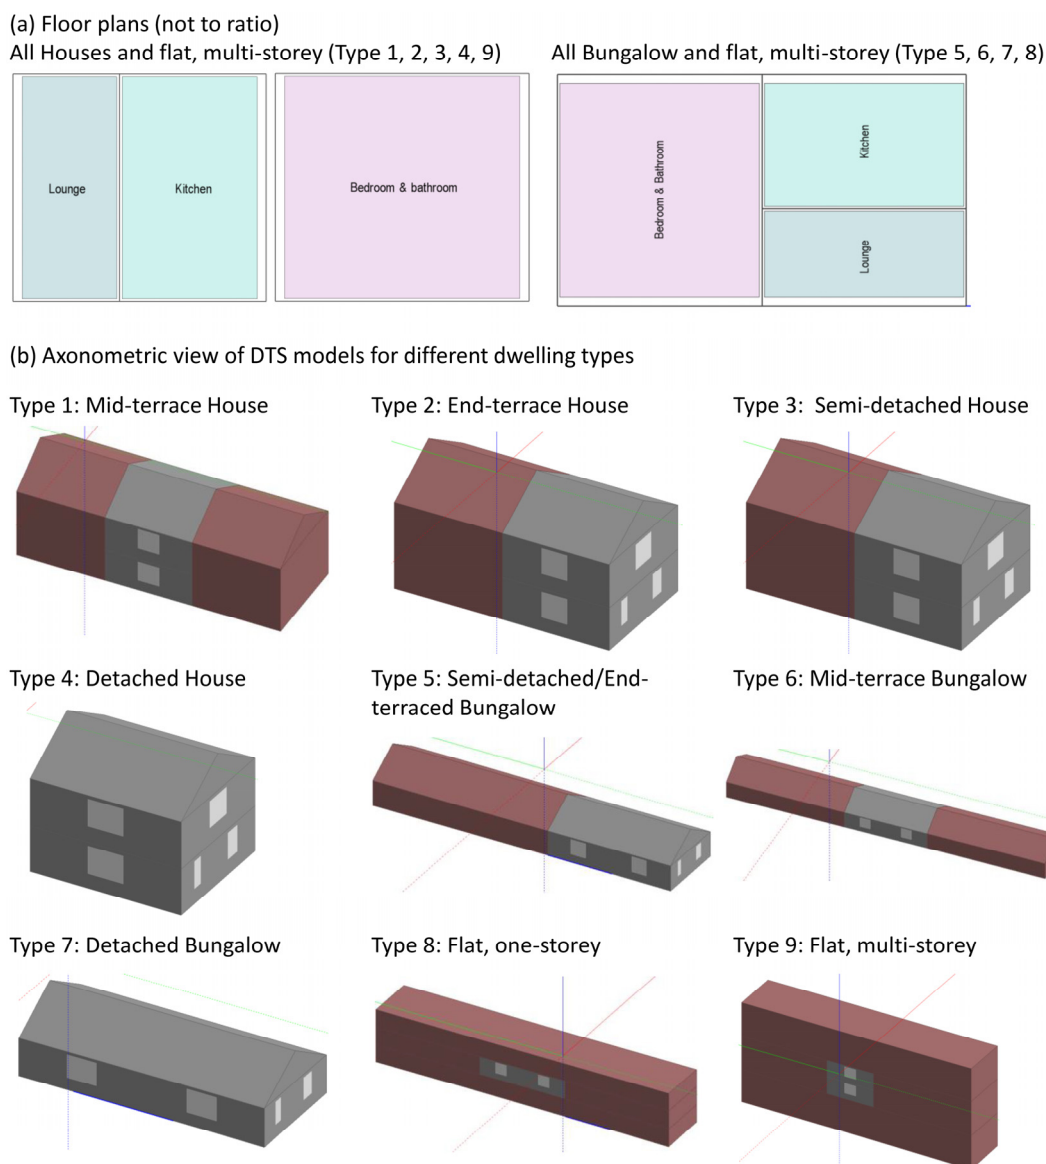 (a) Floor plans (not to ratio)
All Houses and flat, multi-storey (Type 1, 2, 3, 4, 9)
All Bungalow and flat, multi-storey (Type 5, 6, 7, 8)
Lounge
Kitchen
Bedroom & bathroom
Bedroom & Bathroom
Kitchen
Lounge
(b) Axonometric view of DTS models for different dwelling types
Type 1: Mid-terrace House
Type 2: End-terrace House
Type 3:  Semi-detached House
Type 4: Detached House
Type 5: Semi-detached/End-
terraced Bungalow
Type 6: Mid-terrace Bungalow
Type 7: Detached Bungalow
Type 8: Flat, one-storey
Type 9: Flat, multi-storey